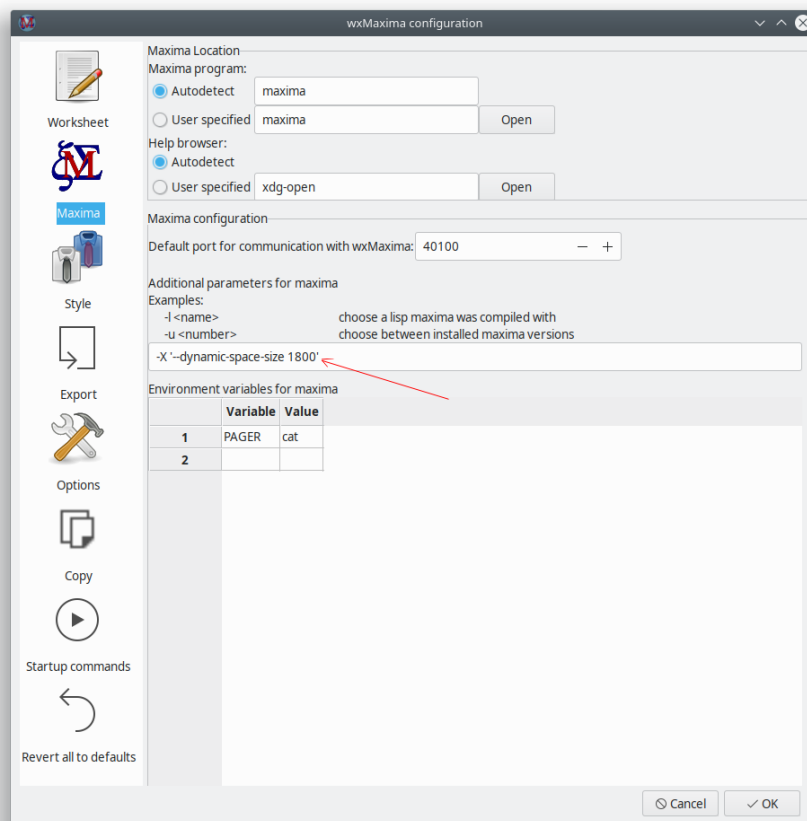 wxMaxima configuration
Worksheet
Maxima
Style
Export
Options
Copy
Startup commands
Revert all to defaults
Maxima Location
Maxima program:
Autodetect maxima
User specified maxima Open
Help browser:
Autodetect
User specified xdg-open Open
Maxima configuration
Default port for communication with wxMaxima: 40100 − +
Additional parameters for maxima
Examples:
-l <name> choose a lisp maxima was compiled with
-u <number> choose between installed maxima versions
-X '--dynamic-space-size 1800'
Environment variables for maxima
Variable Value
1 PAGER cat
2
Cancel OK